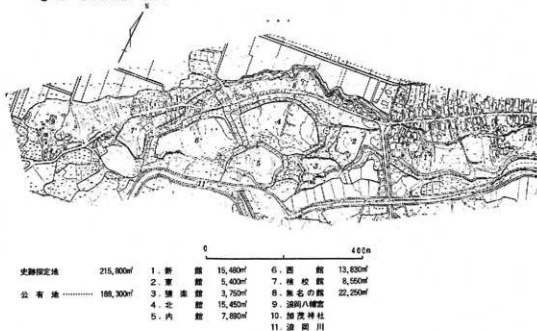 N
0 400m
史跡指定地 215,800㎡
公有地 ……… 188,300㎡
1. 新館 15,480㎡
2. 東館 5,400㎡
3. 猿楽館 3,750㎡
4. 北館 15,450㎡
5. 内館 7,890㎡
6. 西館 13,830㎡
7. 検校館 8,550㎡
8. 無名の館 22,250㎡
9. 浪岡八幡宮
10. 加茂神社
11. 浪岡川